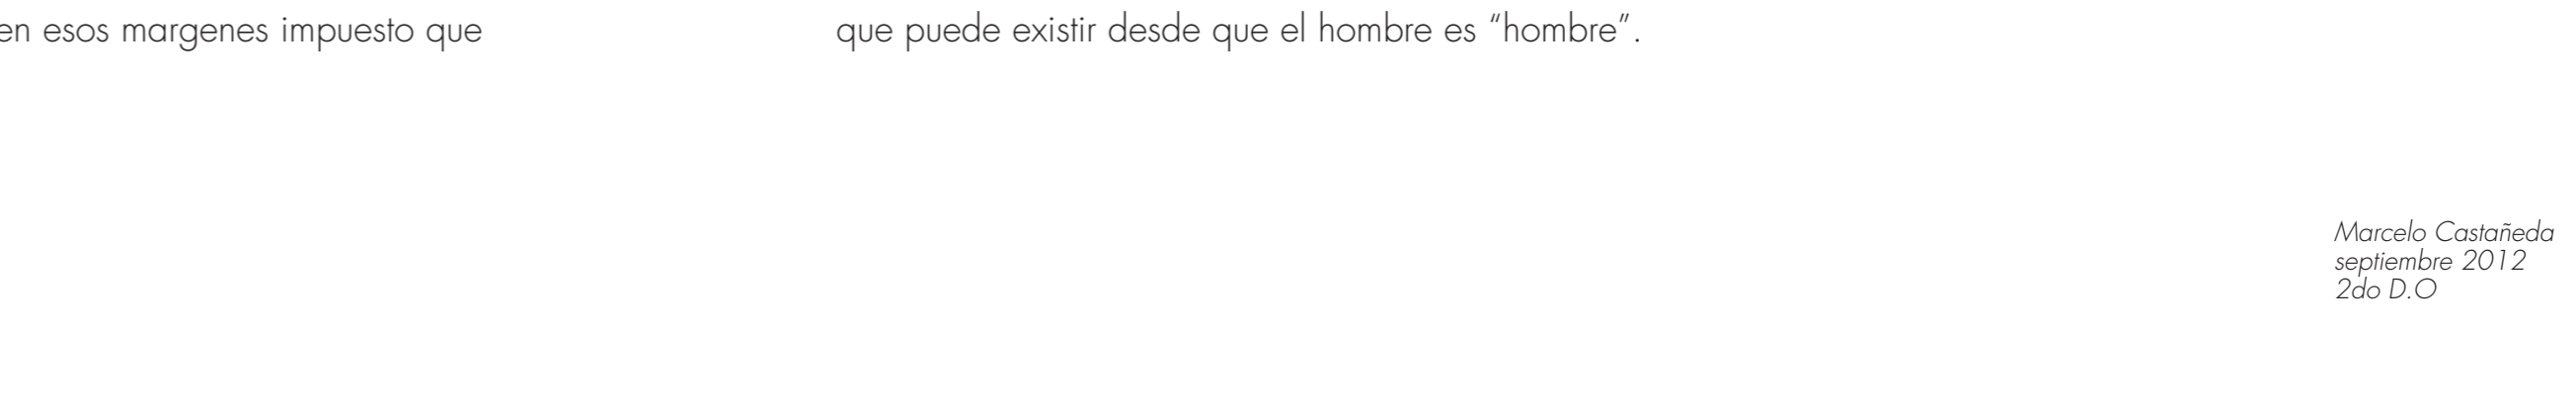 en esos margenes impuesto que
que puede existir desde que el hombre es “hombre”.
Marcelo Castañeda
septiembre 2012
2do D.O